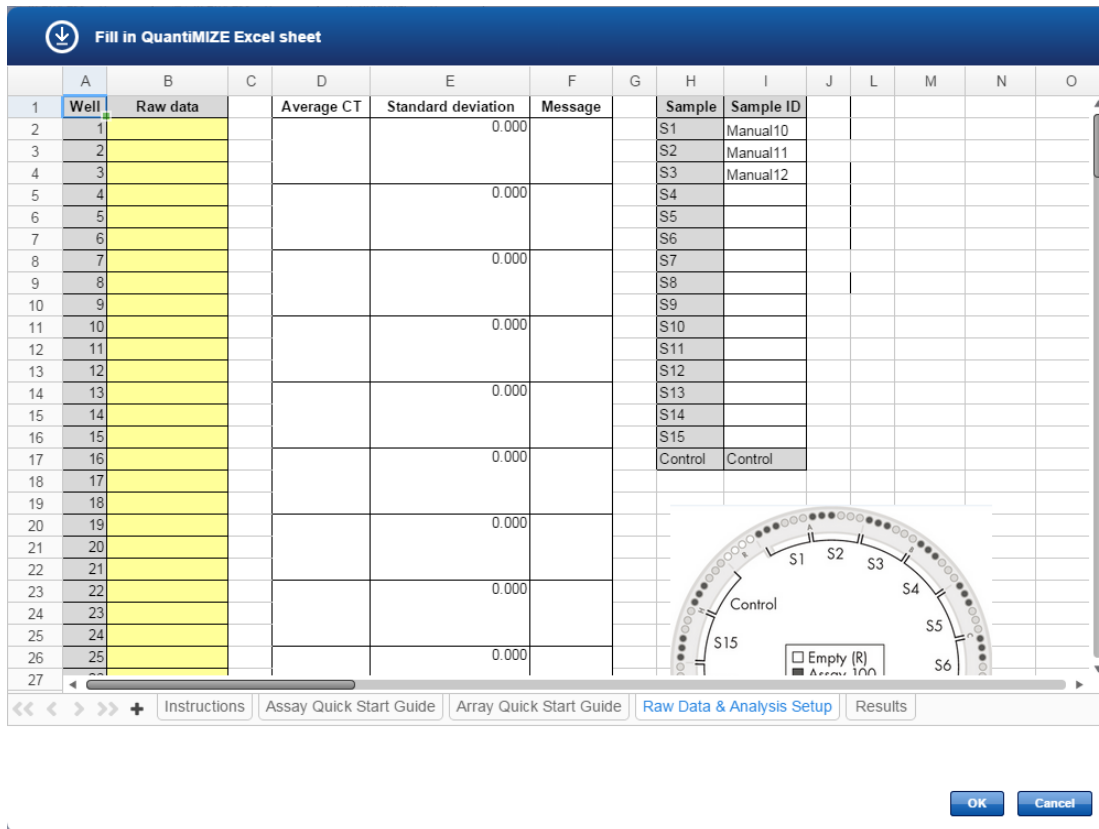 Fill in QuantiMIZE Excel sheet
A B C D E F G H I J L M N O
1 Well Raw data Average CT Standard deviation Message Sample Sample ID
2 1 0.000 S1 Manual10
3 2 S2 Manual11
4 3 S3 Manual12
5 4 0.000 S4
6 5 S5
7 6 S6
8 7 0.000 S7
9 8 S8
10 9 S9
11 10 0.000 S10
12 11 S11
13 12 S12
14 13 0.000 S13
15 14 S14
16 15 S15
17 16 0.000 Control Control
18 17
19 18
20 19 0.000
21 20
22 21
23 22 0.000
24 23
25 24
26 25 0.000
27
S1 S2 S3
S4
Control
S5
S15
S6
Empty (R)
Assay 100
Instructions Assay Quick Start Guide Array Quick Start Guide Raw Data & Analysis Setup Results
OK Cancel